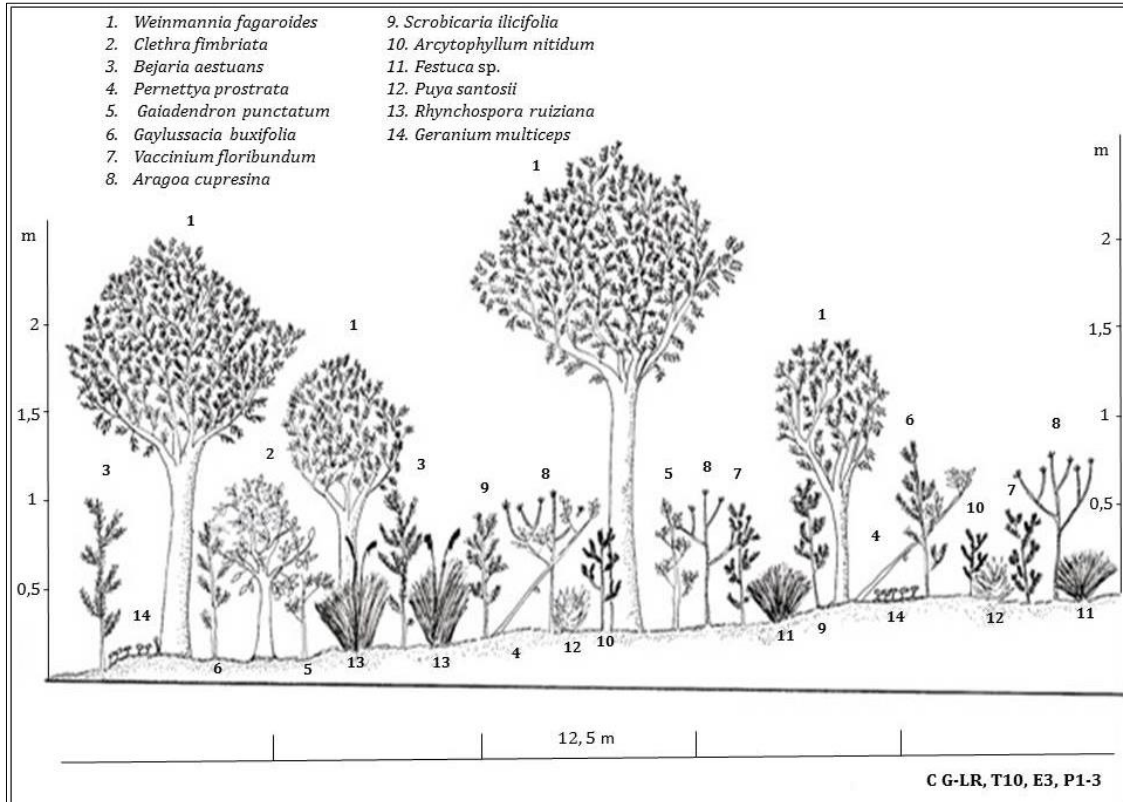 1. Weinmannia fagaroides
2. Clethra fimbriata
3. Bejaria aestuans
4. Pernettya prostrata
5. Gaiadendron punctatum
6. Gaylussacia buxifolia
7. Vaccinium floribundum
8. Aragoa cupresina
9. Scrobicaria ilicifolia
10. Arcytophyllum nitidum
11. Festuca sp.
12. Puya santosii
13. Rhynchospora ruiziana
14. Geranium multiceps
m
2
1,5
1
0,5
m
2
1,5
1
0,5
1
1
1
1
3
2
3
9
8
5
8
7
6
4
10
7
8
14
6
5
13
13
4
12
10
11
9
14
12
11
12,5 m
C G-LR, T10, E3, P1-3